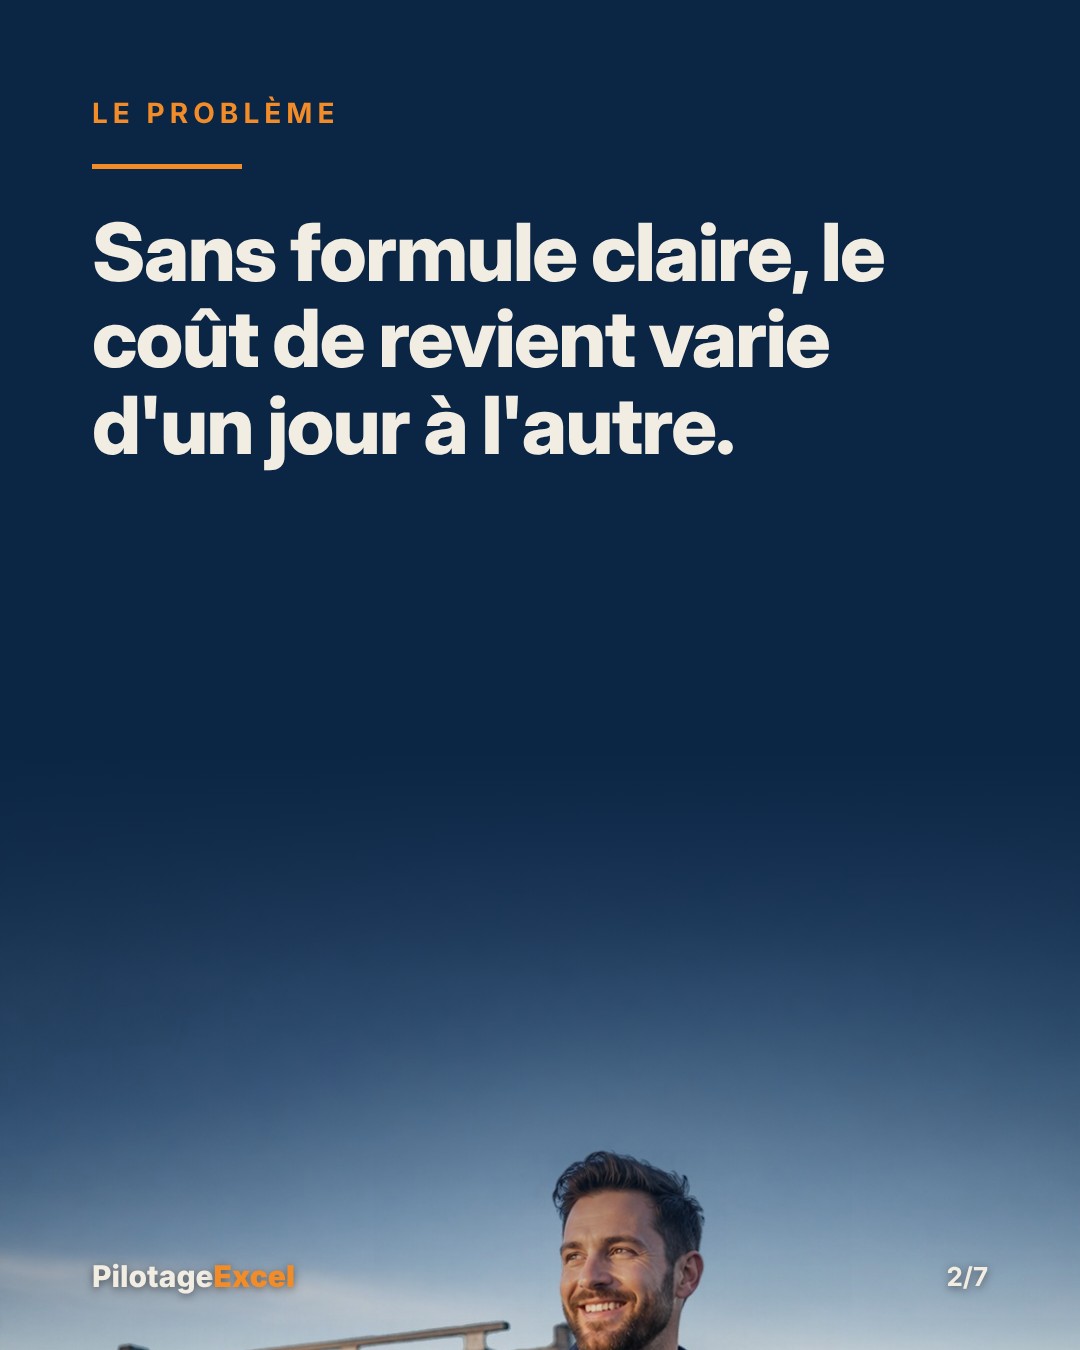 LE PROBLÈME
Sans formule claire, le
coût de revient varie
d'un jour à l'autre.
PilotageExcel
2/7